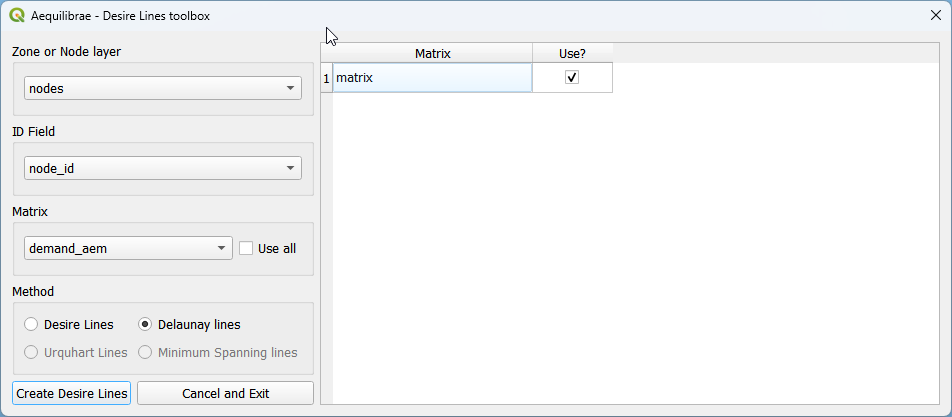 Aequilibrae - Desire Lines toolbox
Zone or Node layer
nodes
ID Field
node_id
Matrix
demand_aem
Use all
Method
Desire Lines
Delaunay lines
Urquhart Lines
Minimum Spanning lines
Create Desire Lines
Cancel and Exit
Matrix Use?
1 matrix